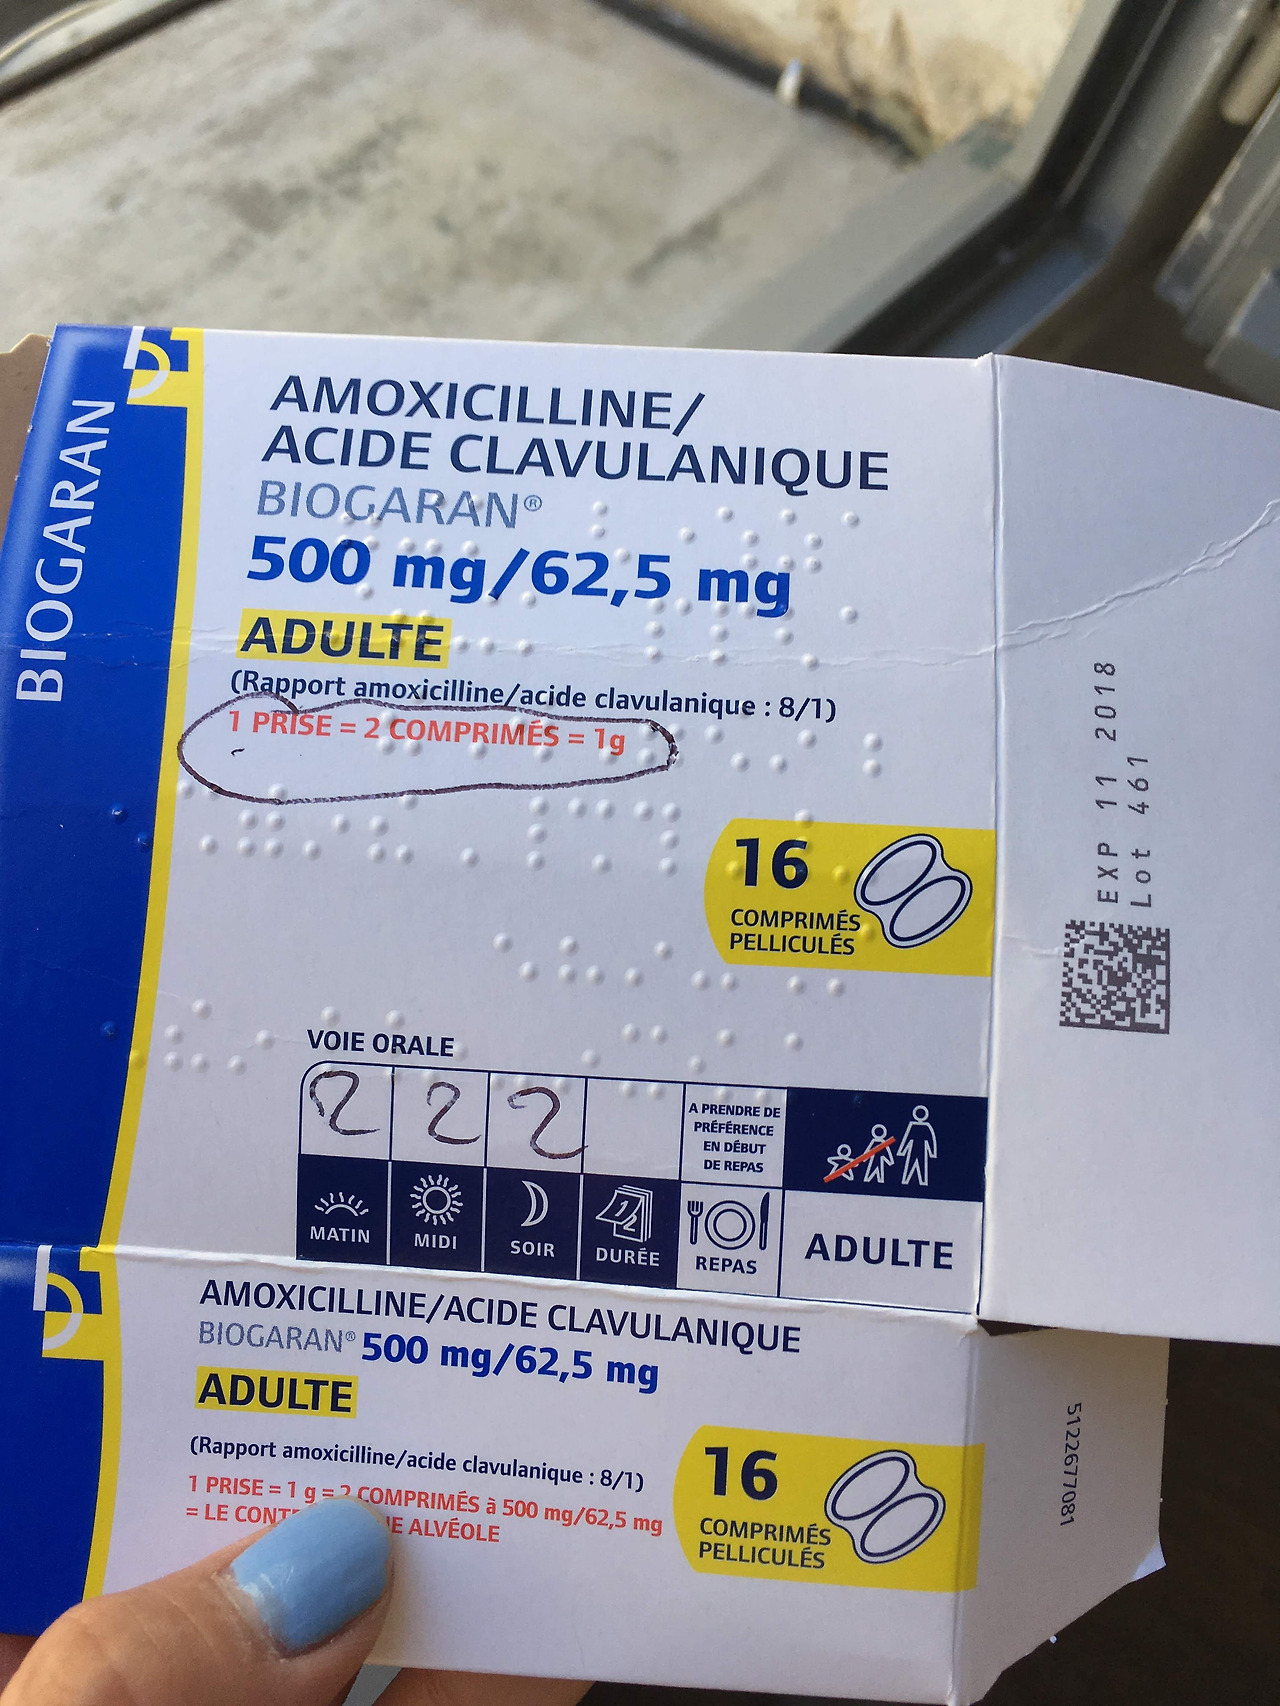 BIOGARAN
AMOXICILLINE/
ACIDE CLAVULANIQUE
BIOGARAN®
500 mg/62,5 mg
ADULTE
(Rapport amoxicilline/acide clavulanique : 8/1)
1 PRISE = 2 COMPRIMÉS = 1g
16
COMPRIMÉS
PELLICULÉS
EXP 11 2018
Lot 461
VOIE ORALE
2 2 2
A PRENDRE DE
PRÉFÉRENCE
EN DÉBUT
DE REPAS
MATIN MIDI SOIR DURÉE REPAS ADULTE
AMOXICILLINE/ACIDE CLAVULANIQUE
BIOGARAN® 500 mg/62,5 mg
ADULTE
(Rapport amoxicilline/acide clavulanique : 8/1)
1 PRISE = 1 g = 2 COMPRIMÉS à 500 mg/62,5 mg
= LE ALVÉOLE
16
COMPRIMÉS
PELLICULÉS
5122677081